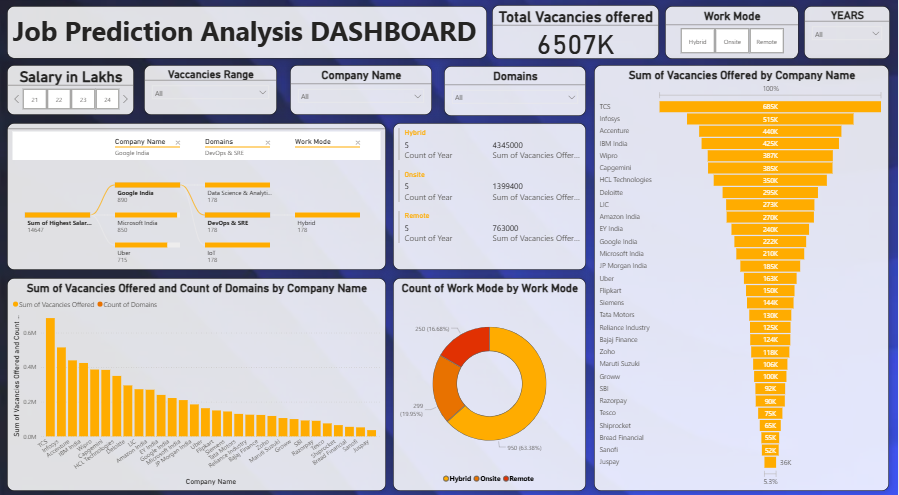 Job Prediction Analysis DASHBOARD
Total Vacancies offered
6507K
Work Mode
Hybrid
Onsite
Remote
YEARS
All
Salary in Lakhs
21
22
23
24
Vaccancies Range
All
Company Name
All
Domains
All
Company Name
Google India
Domains
DevOps & SRE
Work Mode
Sum of Highest Salar...
14647
Google India
890
Microsoft India
850
Uber
715
Data Science & Analyti...
178
DevOps & SRE
178
IoT
178
Hybrid
178
Hybrid
5
Count of Year
4345000
Sum of Vacancies Offer...
Onsite
5
Count of Year
1399400
Sum of Vacancies Offer...
Remote
5
Count of Year
763000
Sum of Vacancies Offer...
Sum of Vacancies Offered by Company Name
100%
TCS 685K
Infosys 515K
Accenture 440K
IBM India 425K
Wipro 387K
Capgemini 385K
HCL Technologies 350K
Deloitte 295K
LIC 273K
Amazon India 270K
EY India 240K
Google India 222K
Microsoft India 210K
JP Morgan India 185K
Uber 163K
Flipkart 150K
Siemens 144K
Tata Motors 130K
Reliance Industry 125K
Bajaj Finance 124K
Zoho 118K
Maruti Suzuki 106K
Groww 100K
SBI 92K
Razorpay 90K
Tesco 75K
Shiprocket 65K
Bread Financial 55K
Sanofi 52K
Juspay 36K
5.3%
Sum of Vacancies Offered and Count of Domains by Company Name
Sum of Vacancies Offered
Count of Domains
Sum of Vacancies Offered and Count ...
0.6M
0.4M
0.2M
0.0M
TCS
Infosys
Accenture
IBM India
Wipro
Capgemini
HCL Technologies
Deloitte
LIC
Amazon India
EY India
Google India
Microsoft India
JP Morgan India
Uber
Flipkart
Siemens
Tata Motors
Reliance Industry
Bajaj Finance
Zoho
Maruti Suzuki
Groww
SBI
Razorpay
Tesco
Shiprocket
Bread Financial
Sanofi
Juspay
Company Name
Count of Work Mode by Work Mode
250 (16.68%)
299
(19.95%)
950 (63.38%)
Hybrid
Onsite
Remote